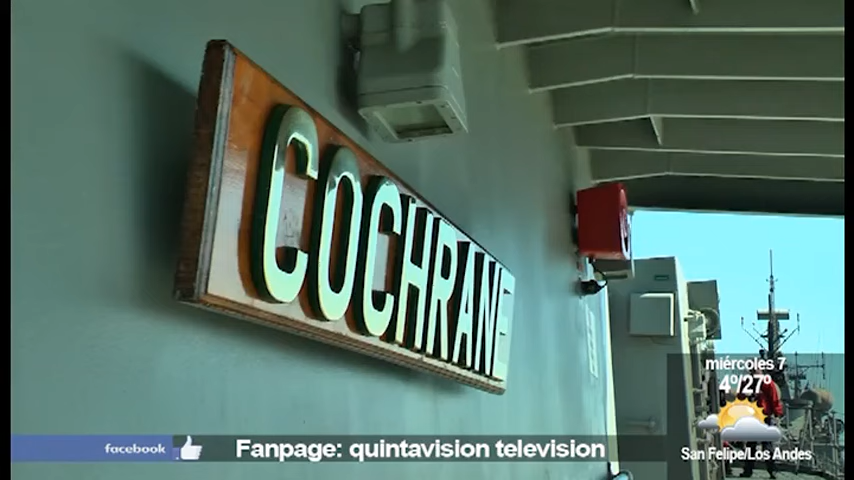 COCHRANE
miércoles 7
4º/27º
facebook
Fanpage: quintavision television
San Felipe/Los Andes